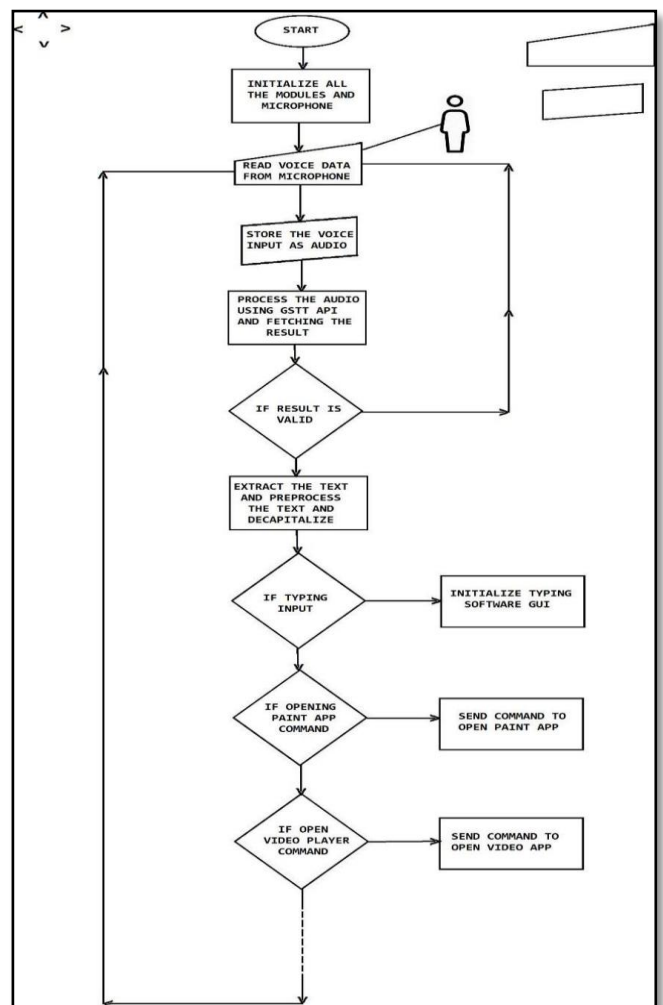 START
INITIALIZE ALL
THE MODULES AND
MICROPHONE
READ VOICE DATA
FROM MICROPHONE
STORE THE VOICE
INPUT AS AUDIO
PROCESS THE AUDIO
USING GSTT API
AND FETCHING THE
RESULT
IF RESULT IS
VALID
EXTRACT THE TEXT
AND PREPROCESS
THE TEXT AND
DECAPITALIZE
IF TYPING
INPUT
INITIALIZE TYPING
SOFTWARE GUI
IF OPENING
PAINT APP
COMMAND
SEND COMMAND TO
OPEN PAINT APP
IF OPEN
VIDEO PLAYER
COMMAND
SEND COMMAND TO
OPEN VIDEO APP